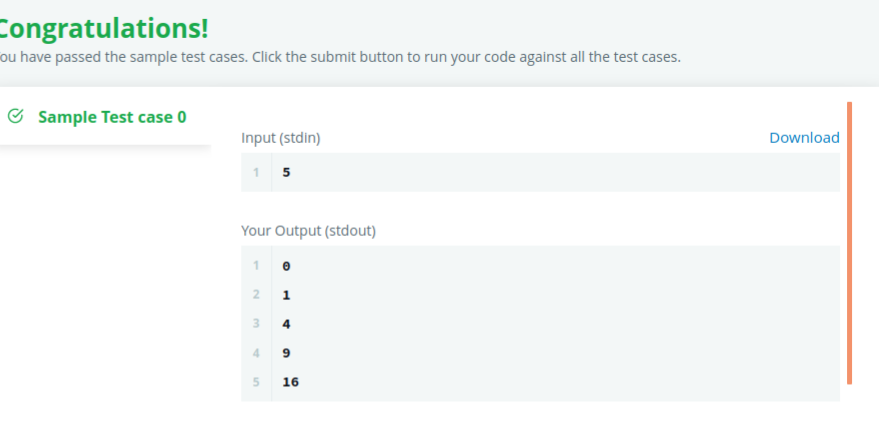 Congratulations!
ou have passed the sample test cases. Click the submit button to run your code against all the test cases.
Sample Test case 0
Input (stdin)
Download
1 5
Your Output (stdout)
1 0
2 1
3 4
4 9
5 16